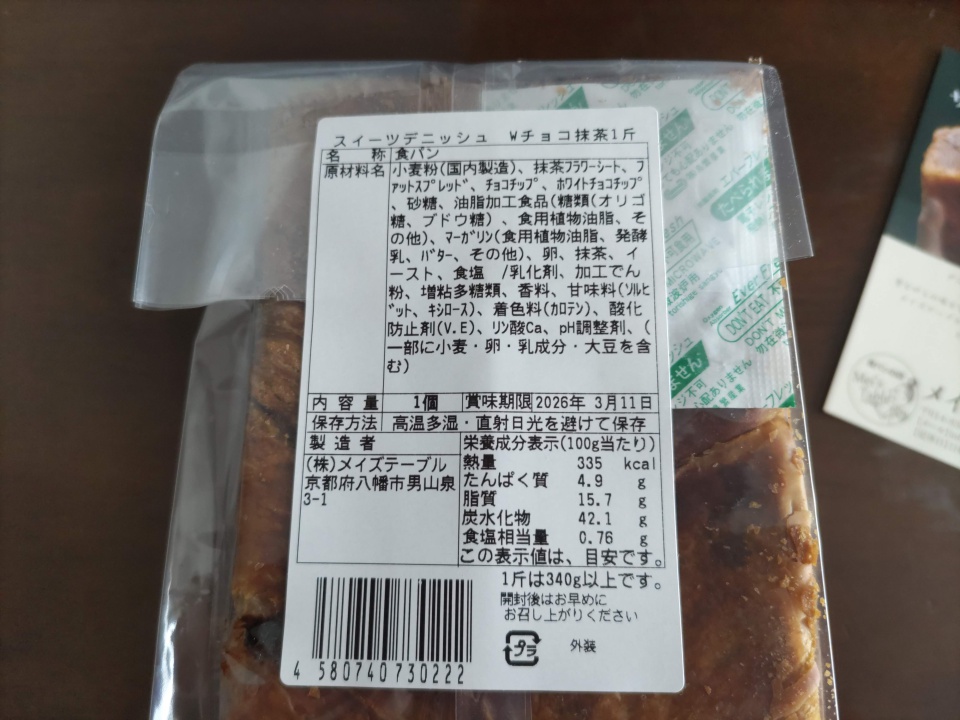 スイーツデニッシュ　Wチョコ抹茶1斤
名　　称 食パン
原材料名 小麦粉(国内製造)、抹茶ﾌﾗﾜｰｼｰﾄ、ﾌ
ｧｯﾄｽﾌﾟﾚｯﾄﾞ、ﾁｮｺﾁｯﾌﾟ、ﾎﾜｲﾄﾁｮｺﾁｯﾌﾟ
、砂糖、油脂加工食品(糖類(オリゴ
糖、ブドウ糖)、食用植物油脂、そ
の他)、ﾏｰｶﾞﾘﾝ(食用植物油脂、発酵
乳、ﾊﾞﾀｰ、その他)、卵、抹茶、イ
ースト、食塩　/乳化剤、加工でん
粉、増粘多糖類、香料、甘味料(ｿﾙﾋ
ﾞｯﾄ、ｷｼﾛｰｽ)、着色料(ｶﾛﾃﾝ)、酸化
防止剤(V.E)、ﾘﾝ酸Ca、pH調整剤、(
一部に小麦・卵・乳成分・大豆を含
む)
内 容 量 1個 賞味期限 2026年 3月11日
保存方法 高温多湿・直射日光を避けて保存
製 造 者
(株)メイズテーブル
京都府八幡市男山泉
3-1
栄養成分表示(100g当たり)
熱量 335 kcal
たんぱく質 4.9 g
脂質 15.7 g
炭水化物 42.1 g
食塩相当量 0.76 g
この表示値は、目安です。
1斤は340g以上です。
開封後はお早めに
お召し上がりください
プラ 外装
4 580740730222
たべられま
DON'T EAT
メイ